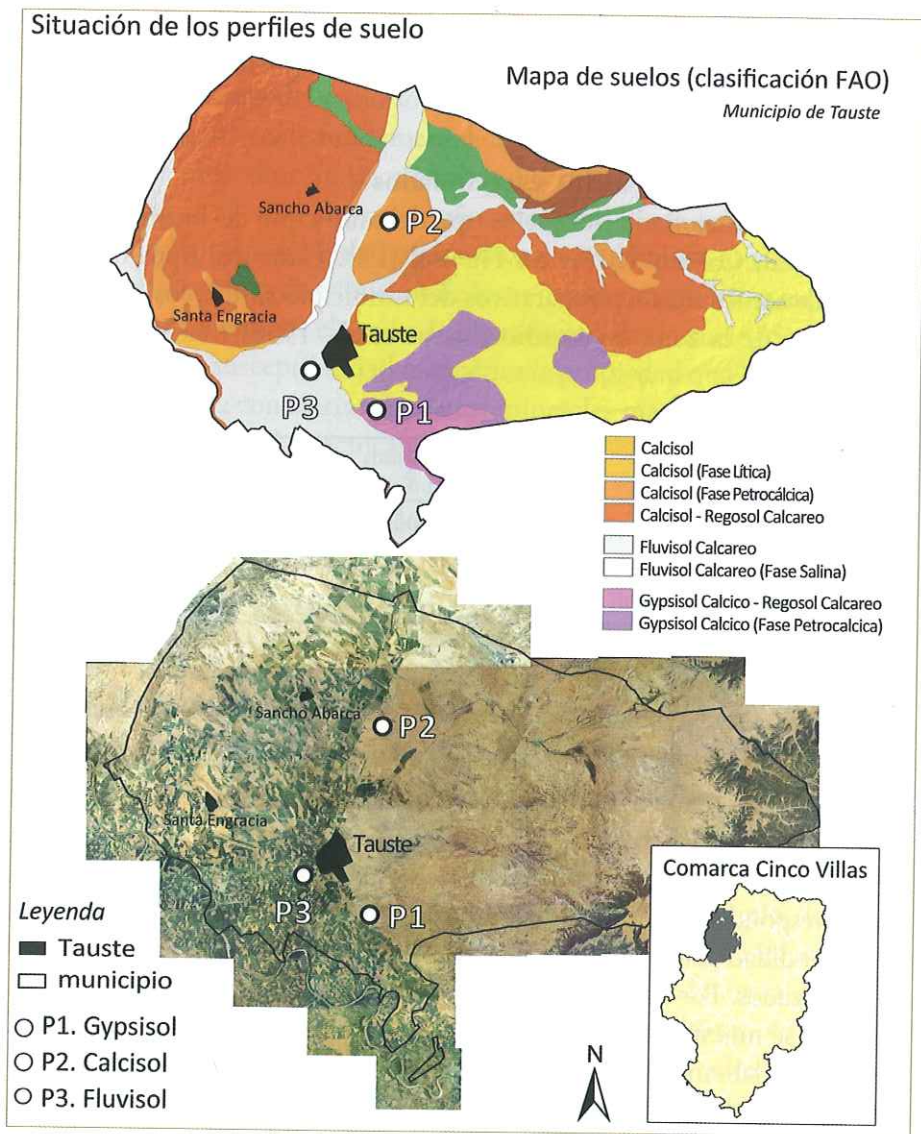 Situación de los perfiles de suelo
Mapa de suelos (clasificación FAO)
Municipio de Tauste
Sancho Abarca
P2
Santa Engracia
Tauste
P3
P1
Calcisol
Calcisol (Fase Lítica)
Calcisol (Fase Petrocálcica)
Calcisol - Regosol Calcareo
Fluvisol Calcareo
Fluvisol Calcareo (Fase Salina)
Gypsisol Calcico - Regosol Calcareo
Gypsisol Calcico (Fase Petrocalcica)
Sancho Abarca
P2
Santa Engracia
Tauste
P3
P1
Leyenda
Tauste
municipio
P1. Gypsisol
P2. Calcisol
P3. Fluvisol
N
Comarca Cinco Villas